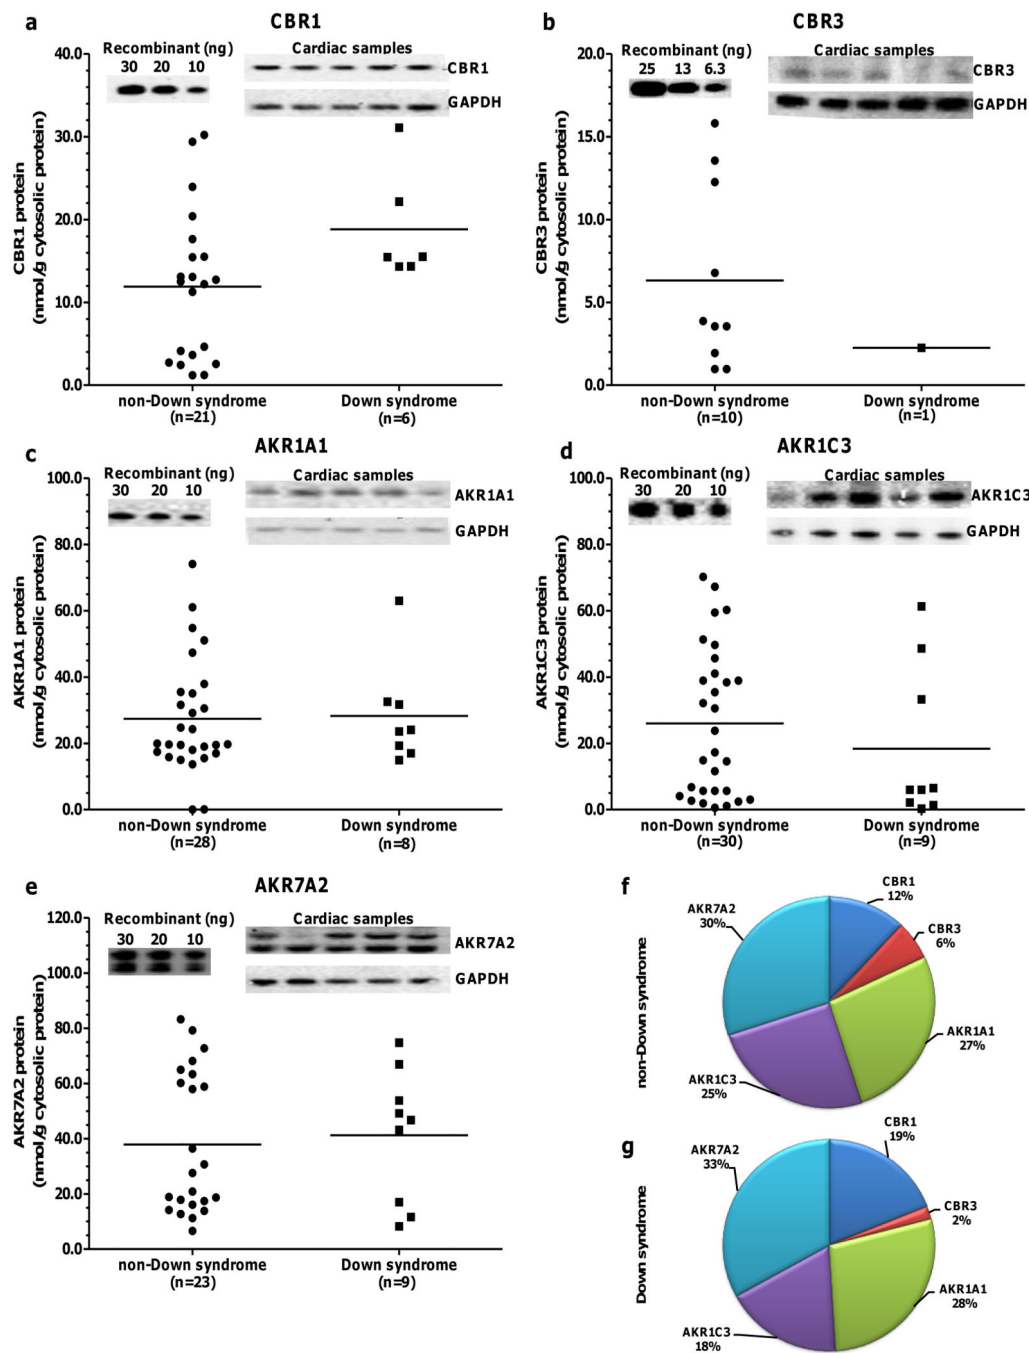 a
CBR1
Recombinant (ng)
30 20 10
Cardiac samples
CBR1
GAPDH
CBR1 protein
(nmol/g cytosolic protein)
40.0
30.0
20.0
10.0
0.0
non-Down syndrome
(n=21)
Down syndrome
(n=6)
b
CBR3
Recombinant (ng)
25 13 6.3
Cardiac samples
CBR3
GAPDH
CBR3 protein
(nmol/g cytosolic protein)
20.0
15.0
10.0
5.0
0.0
non-Down syndrome
(n=10)
Down syndrome
(n=1)
c
AKR1A1
Recombinant (ng)
30 20 10
Cardiac samples
AKR1A1
GAPDH
AKR1A1 protein
(nmol/g cytosolic protein)
100.0
80.0
60.0
40.0
20.0
0.0
non-Down syndrome
(n=28)
Down syndrome
(n=8)
d
AKR1C3
Recombinant (ng)
30 20 10
Cardiac samples
AKR1C3
GAPDH
AKR1C3 protein
(nmol/g cytosolic protein)
100.0
80.0
60.0
40.0
20.0
0.0
non-Down syndrome
(n=30)
Down syndrome
(n=9)
e
AKR7A2
Recombinant (ng)
30 20 10
Cardiac samples
AKR7A2
GAPDH
AKR7A2 protein
(nmol/g cytosolic protein)
120.0
100.0
80.0
60.0
40.0
20.0
0.0
non-Down syndrome
(n=23)
Down syndrome
(n=9)
f
non-Down syndrome
CBR1
12%
CBR3
6%
AKR1A1
27%
AKR1C3
25%
AKR7A2
30%
g
Down syndrome
CBR1
19%
CBR3
2%
AKR1A1
28%
AKR1C3
18%
AKR7A2
33%